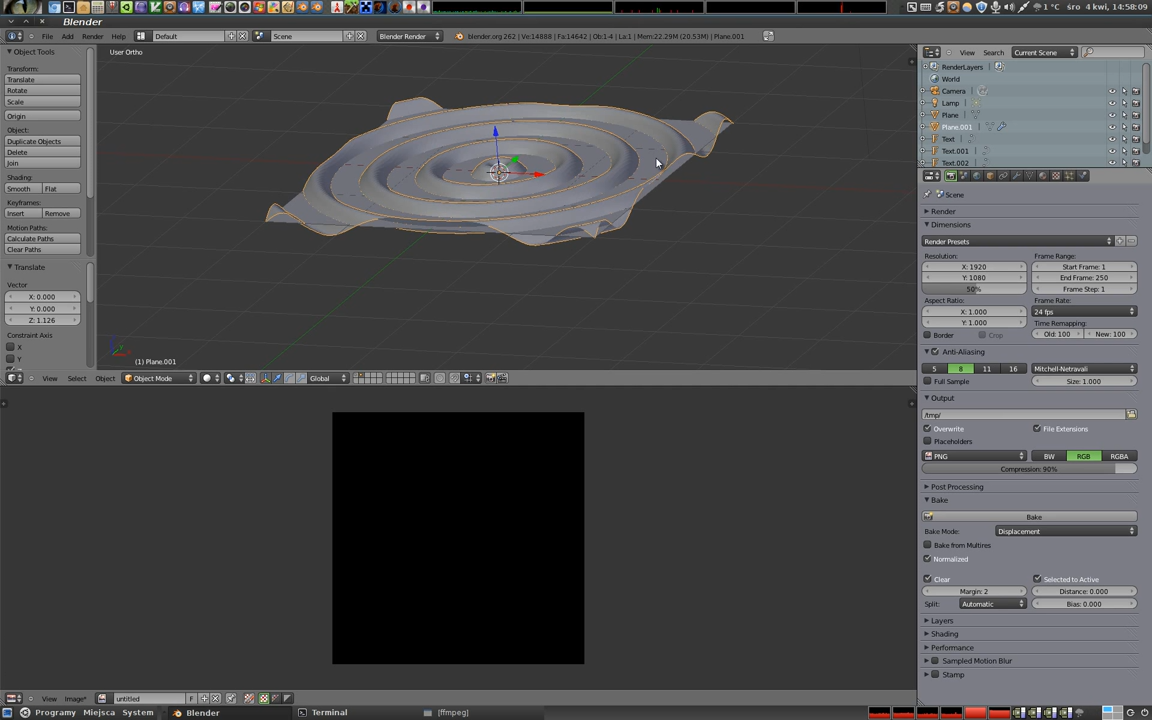 1 °C śro 4 kwi, 14:58:09
Blender
File Add Render Help Default Scene Blender Render blender.org 262 | Ve:14888 | Fa:14642 | Ob:1-4 | La:1 | Mem:22.29M (20.53M) | Plane.001
Object Tools
Transform:
Translate
Rotate
Scale
Origin
Object:
Duplicate Objects
Delete
Join
Shading:
Smooth Flat
Keyframes:
Insert Remove
Motion Paths:
Calculate Paths
Clear Paths
Translate
Vector
X: 0.000
Y: 0.000
Z: 1.126
Constraint Axis
X
Y
User Ortho
(1) Plane.001
View Select Object Object Mode Global
View Image* untitled F
View Search Current Scene
RenderLayers
World
Camera
Lamp
Plane
Plane.001
Text
Text.001
Text.002
Scene
Render
Dimensions
Render Presets
Resolution: Frame Range:
X: 1920 Start Frame: 1
Y: 1080 End Frame: 250
50% Frame Step: 1
Aspect Ratio: Frame Rate:
X: 1.000 24 fps
Y: 1.000 Time Remapping:
Border Crop Old: 100 New: 100
Anti-Aliasing
5 8 11 16 Mitchell-Netravali
Full Sample Size: 1.000
Output
/tmp/
Overwrite File Extensions
Placeholders
PNG BW RGB RGBA
Compression: 90%
Post Processing
Bake
Bake
Bake Mode: Displacement
Bake from Multires
Normalized
Clear Selected to Active
Margin: 2 Distance: 0.000
Split: Automatic Bias: 0.000
Layers
Shading
Performance
Sampled Motion Blur
Stamp
Programy Miejsca System Blender Terminal [ffmpeg]